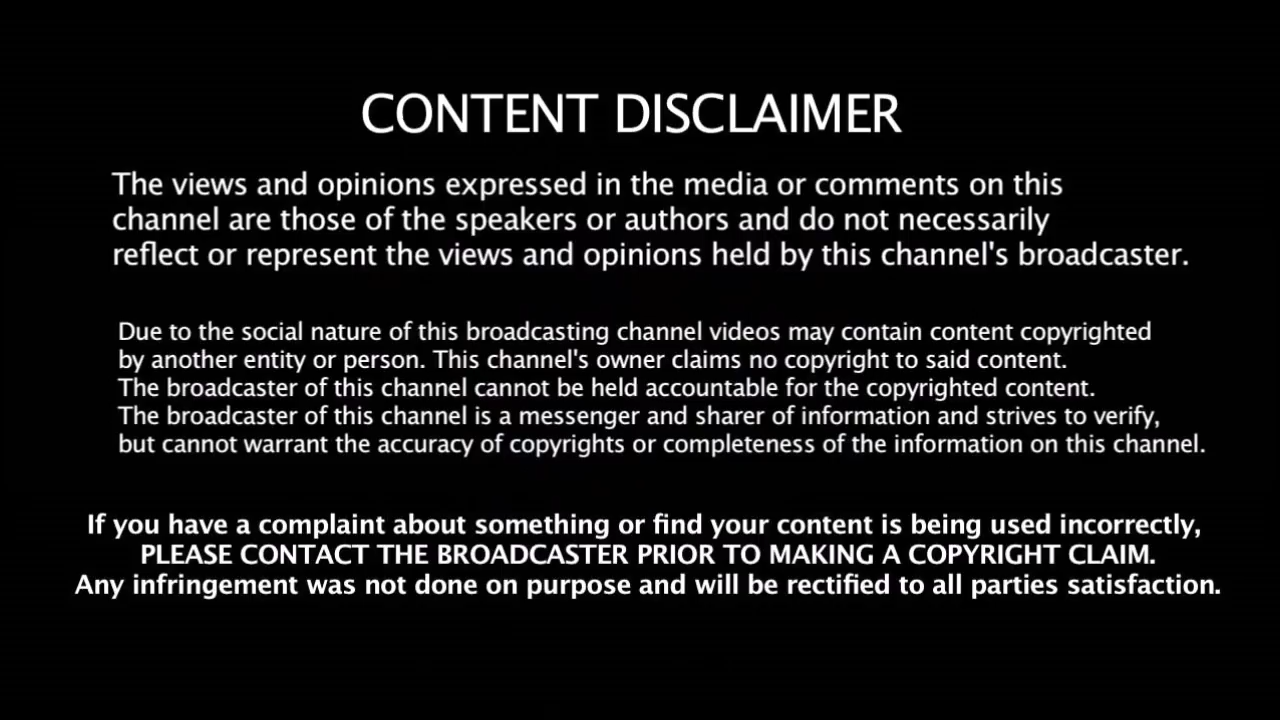 CONTENT DISCLAIMER
The views and opinions expressed in the media or comments on this
channel are those of the speakers or authors and do not necessarily
reflect or represent the views and opinions held by this channel's broadcaster.
Due to the social nature of this broadcasting channel videos may contain content copyrighted
by another entity or person. This channel's owner claims no copyright to said content.
The broadcaster of this channel cannot be held accountable for the copyrighted content.
The broadcaster of this channel is a messenger and sharer of information and strives to verify,
but cannot warrant the accuracy of copyrights or completeness of the information on this channel.
If you have a complaint about something or find your content is being used incorrectly,
PLEASE CONTACT THE BROADCASTER PRIOR TO MAKING A COPYRIGHT CLAIM.
Any infringement was not done on purpose and will be rectified to all parties satisfaction.